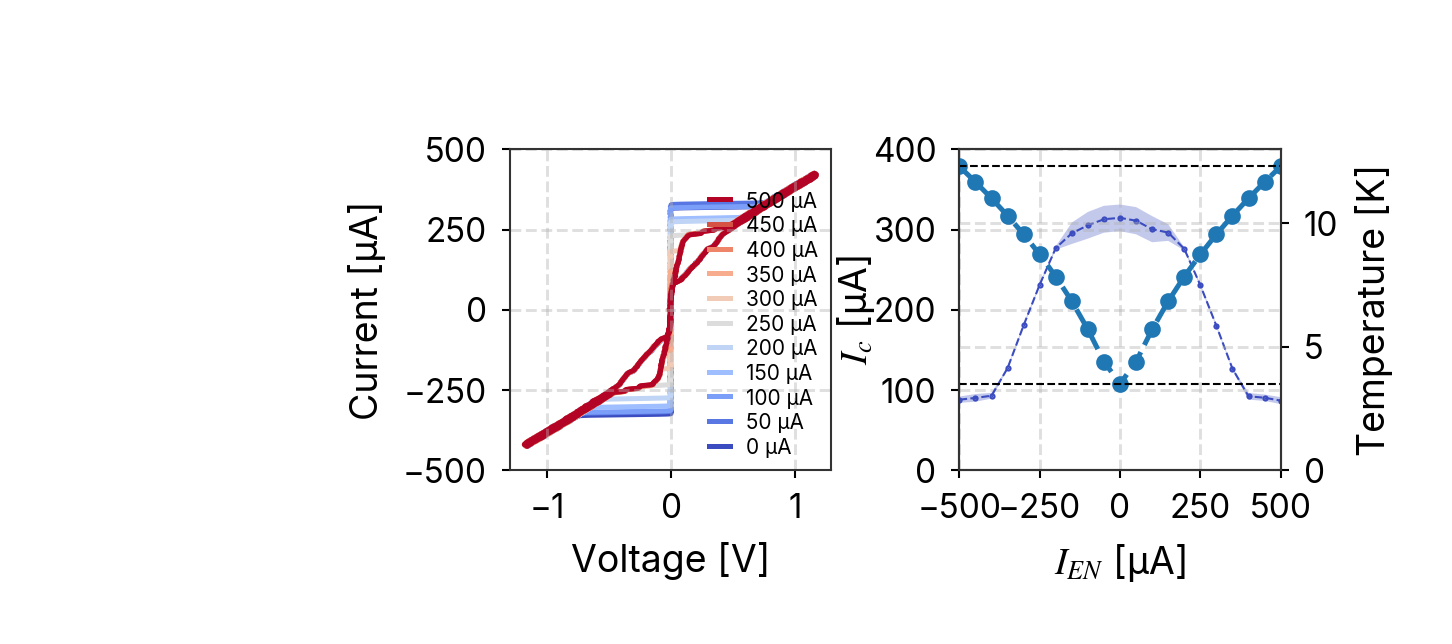 Current [µA]
500
250
0
−250
−500
−1
0
1
Voltage [V]
500 µA
450 µA
400 µA
350 µA
300 µA
250 µA
200 µA
150 µA
100 µA
50 µA
0 µA
Ic [µA]
400
300
200
100
0
−500
−250
0
250
500
IEN [µA]
10
5
0
Temperature [K]